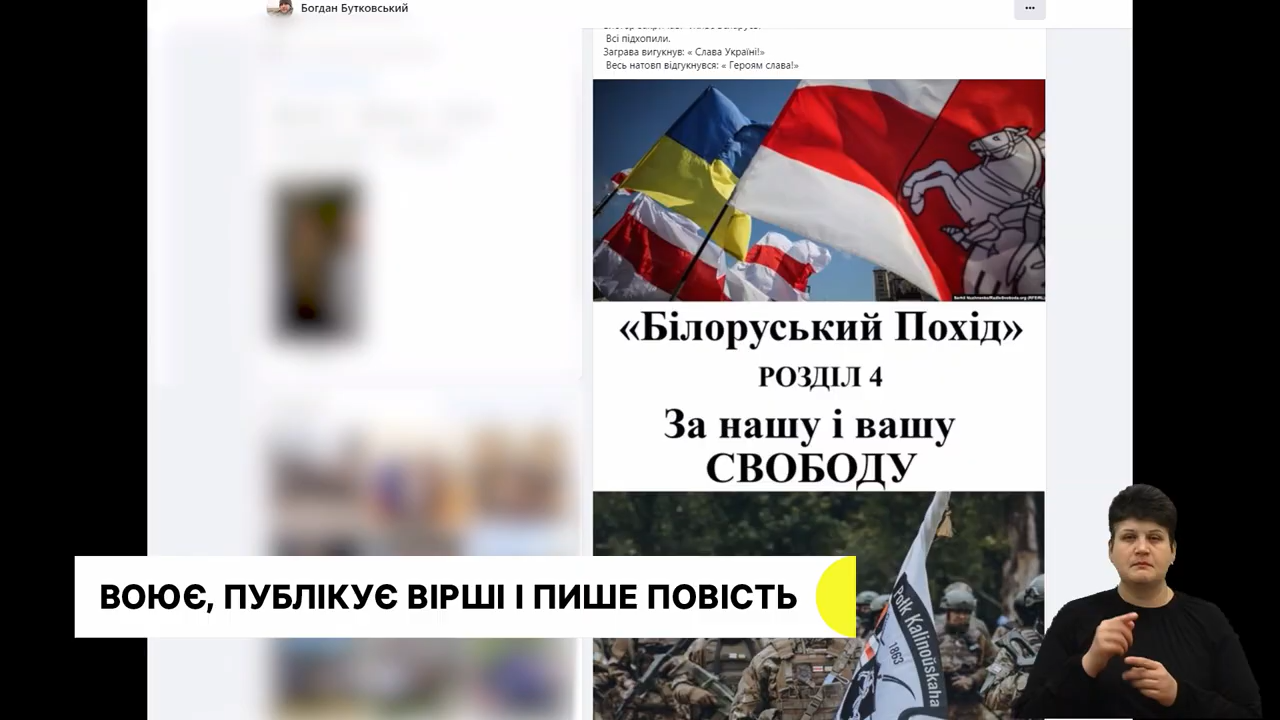 Богдан Бутковський
Всі підхопили.
Заграва вигукнув: « Слава Україні!»
Весь натовп відгукнувся: « Героям слава!»
«Білоруський Похід»
РОЗДІЛ 4
За нашу і вашу
СВОБОДУ
Polk Kalinoŭskaha
1863
ВОЮЄ, ПУБЛІКУЄ ВІРШІ І ПИШЕ ПОВІСТЬ